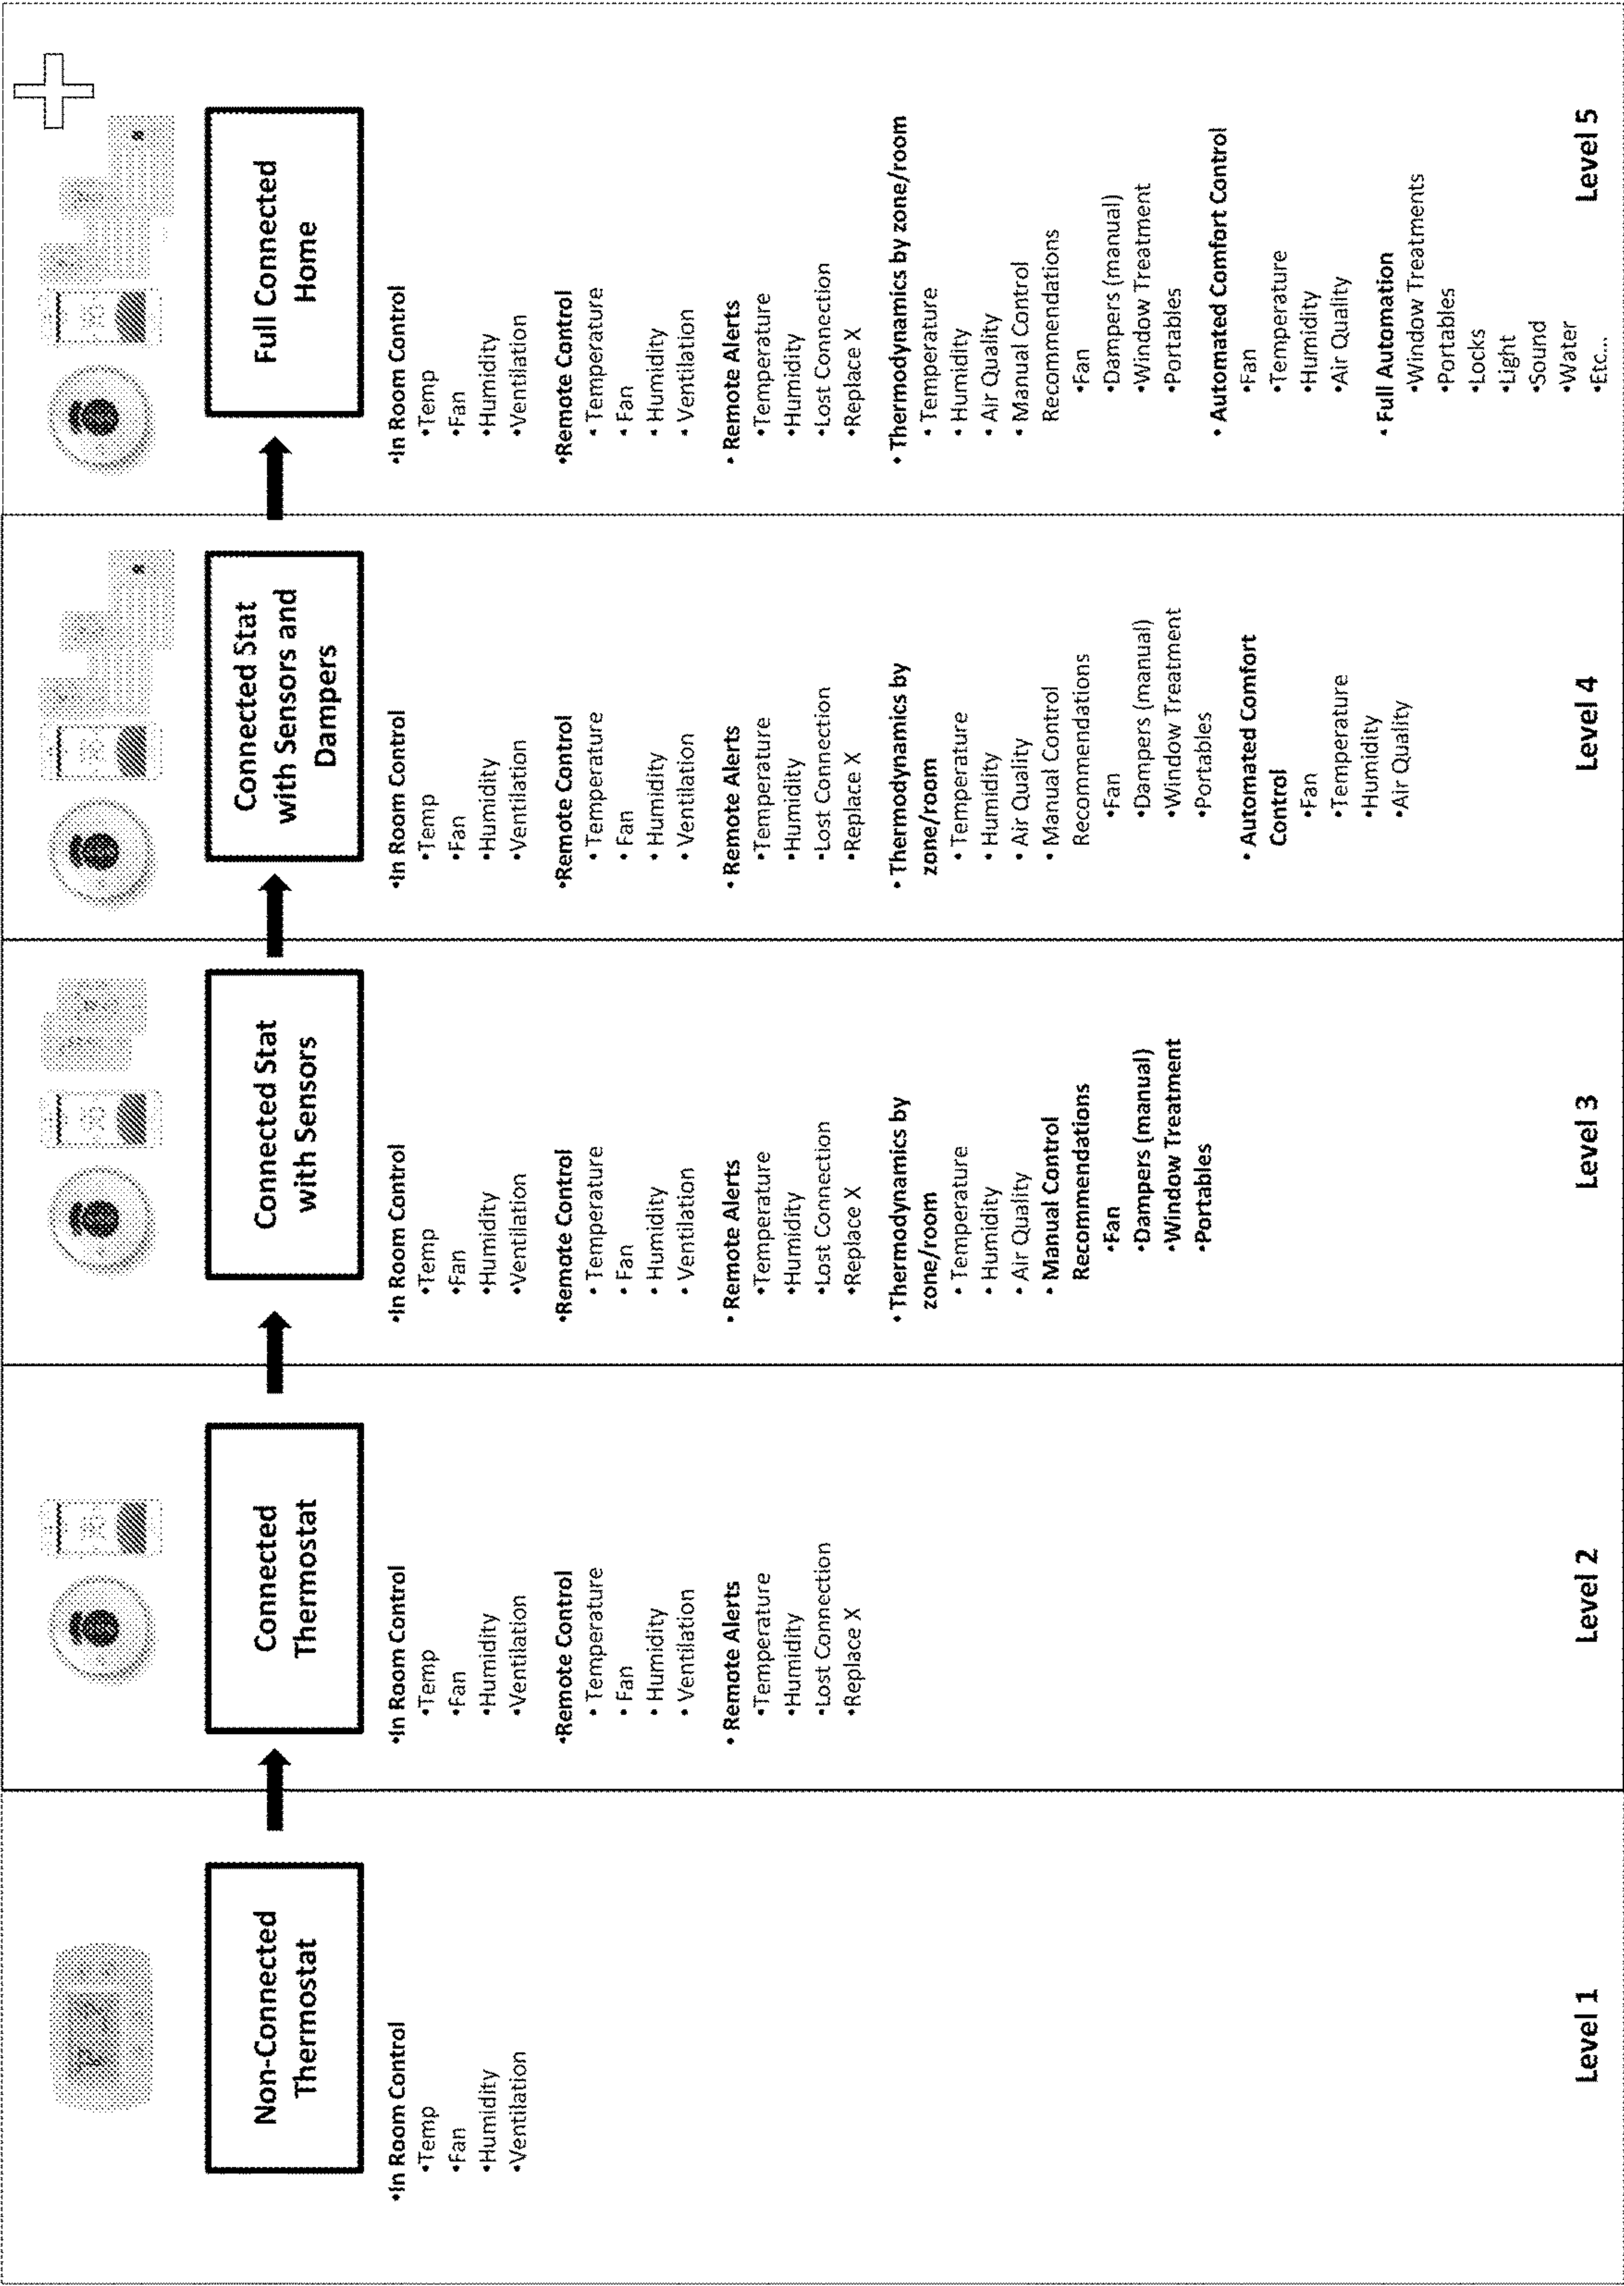 Non-Connected
Thermostat
•In Room Control
•Temp
•Fan
•Humidity
•Ventilation
Level 1
Connected
Thermostat
•In Room Control
•Temp
•Fan
•Humidity
•Ventilation
•Remote Control
• Temperature
• Fan
• Humidity
• Ventilation
• Remote Alerts
•Temperature
•Humidity
•Lost Connection
•Replace X
Level 2
Connected Stat
with Sensors
•In Room Control
•Temp
•Fan
•Humidity
•Ventilation
•Remote Control
• Temperature
• Fan
• Humidity
• Ventilation
• Remote Alerts
•Temperature
•Humidity
•Lost Connection
•Replace X
• Thermodynamics by
zone/room
• Temperature
• Humidity
• Air Quality
• Manual Control
Recommendations
•Fan
•Dampers (manual)
•Window Treatment
•Portables
Level 3
Connected Stat
with Sensors and
Dampers
•In Room Control
•Temp
•Fan
•Humidity
•Ventilation
•Remote Control
• Temperature
• Fan
• Humidity
• Ventilation
• Remote Alerts
•Temperature
•Humidity
•Lost Connection
•Replace X
• Thermodynamics by
zone/room
• Temperature
• Humidity
• Air Quality
• Manual Control
Recommendations
•Fan
•Dampers (manual)
•Window Treatment
•Portables
• Automated Comfort
Control
•Fan
•Temperature
•Humidity
•Air Quality
Level 4
Full Connected
Home
•In Room Control
•Temp
•Fan
•Humidity
•Ventilation
•Remote Control
• Temperature
• Fan
• Humidity
• Ventilation
• Remote Alerts
•Temperature
•Humidity
•Lost Connection
•Replace X
• Thermodynamics by zone/room
• Temperature
• Humidity
• Air Quality
• Manual Control
Recommendations
•Fan
•Dampers (manual)
•Window Treatment
•Portables
• Automated Comfort Control
•Fan
•Temperature
•Humidity
•Air Quality
• Full Automation
•Window Treatments
•Portables
•Locks
•Light
•Sound
•Water
•Etc...
Level 5